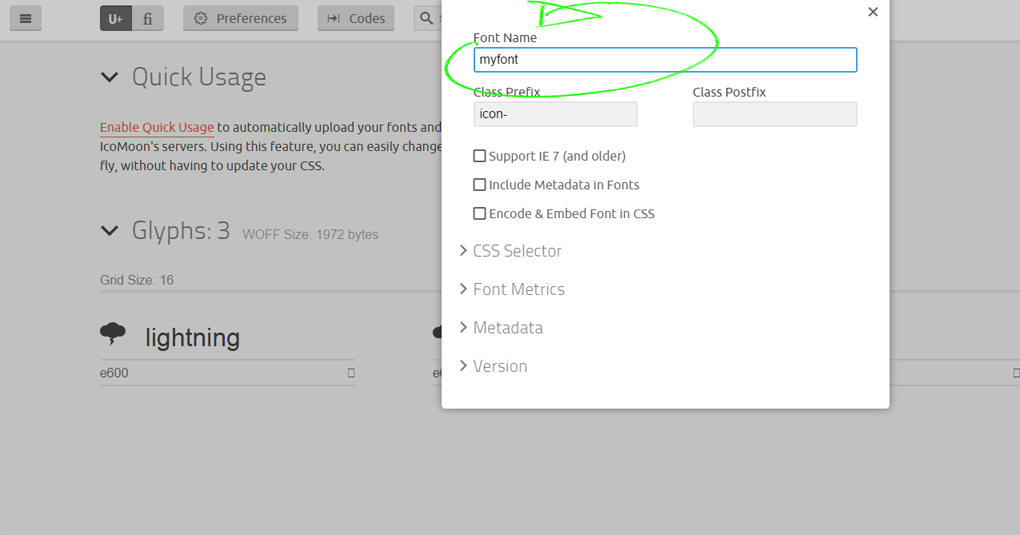 U+ fi Preferences Codes
Font Name
myfont
Class Prefix Class Postfix
icon-
Support IE 7 (and older)
Include Metadata in Fonts
Encode & Embed Font in CSS
CSS Selector
Font Metrics
Metadata
Version
Quick Usage
Enable Quick Usage to automatically upload your fonts and
IcoMoon's servers. Using this feature, you can easily change
fly, without having to update your CSS.
Glyphs: 3 WOFF Size: 1972 bytes
Grid Size: 16
lightning
e600